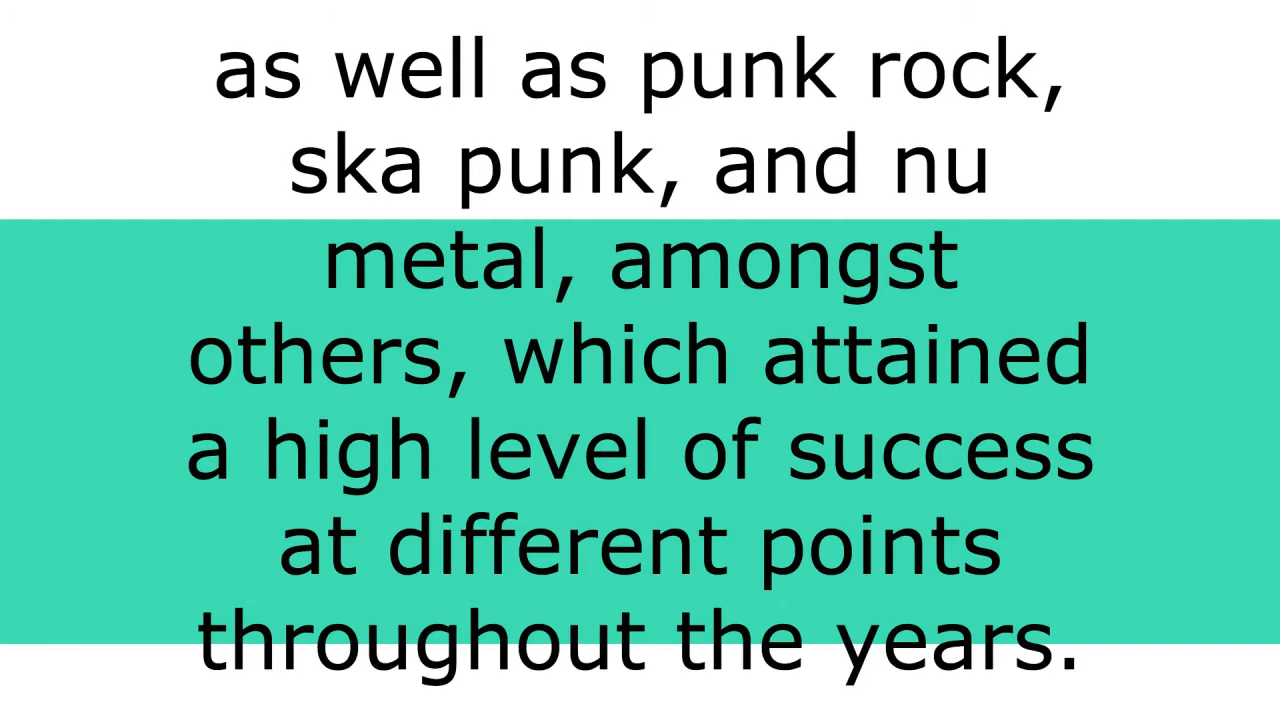 as well as punk rock,
ska punk, and nu
metal, amongst
others, which attained
a high level of success
at different points
throughout the years.